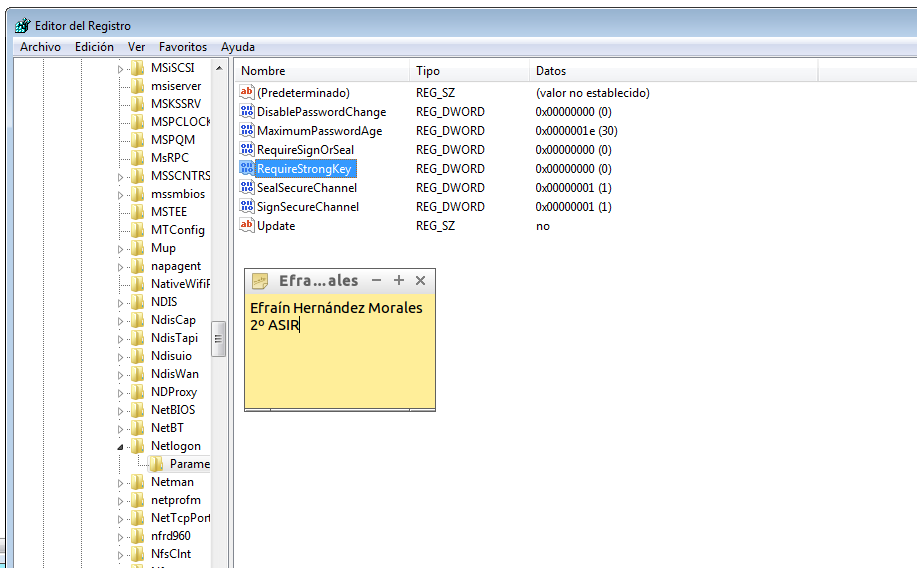 Editor del Registro
Archivo Edición Ver Favoritos Ayuda
MSiSCSI
msiserver
MSKSSRV
MSPCLOCK
MSPQM
MsRPC
MSSCNTRS
mssmbios
MSTEE
MTConfig
Mup
napagent
NativeWifiP
NDIS
NdisCap
NdisTapi
Ndisuio
NdisWan
NDProxy
NetBIOS
NetBT
Netlogon
Parame
Netman
netprofm
NetTcpPort
nfrd960
NfsClnt
Nombre Tipo Datos
(Predeterminado) REG_SZ (valor no establecido)
DisablePasswordChange REG_DWORD 0x00000000 (0)
MaximumPasswordAge REG_DWORD 0x0000001e (30)
RequireSignOrSeal REG_DWORD 0x00000000 (0)
RequireStrongKey REG_DWORD 0x00000000 (0)
SealSecureChannel REG_DWORD 0x00000001 (1)
SignSecureChannel REG_DWORD 0x00000001 (1)
Update REG_SZ no
Efra...ales
Efraín Hernández Morales
2º ASIR